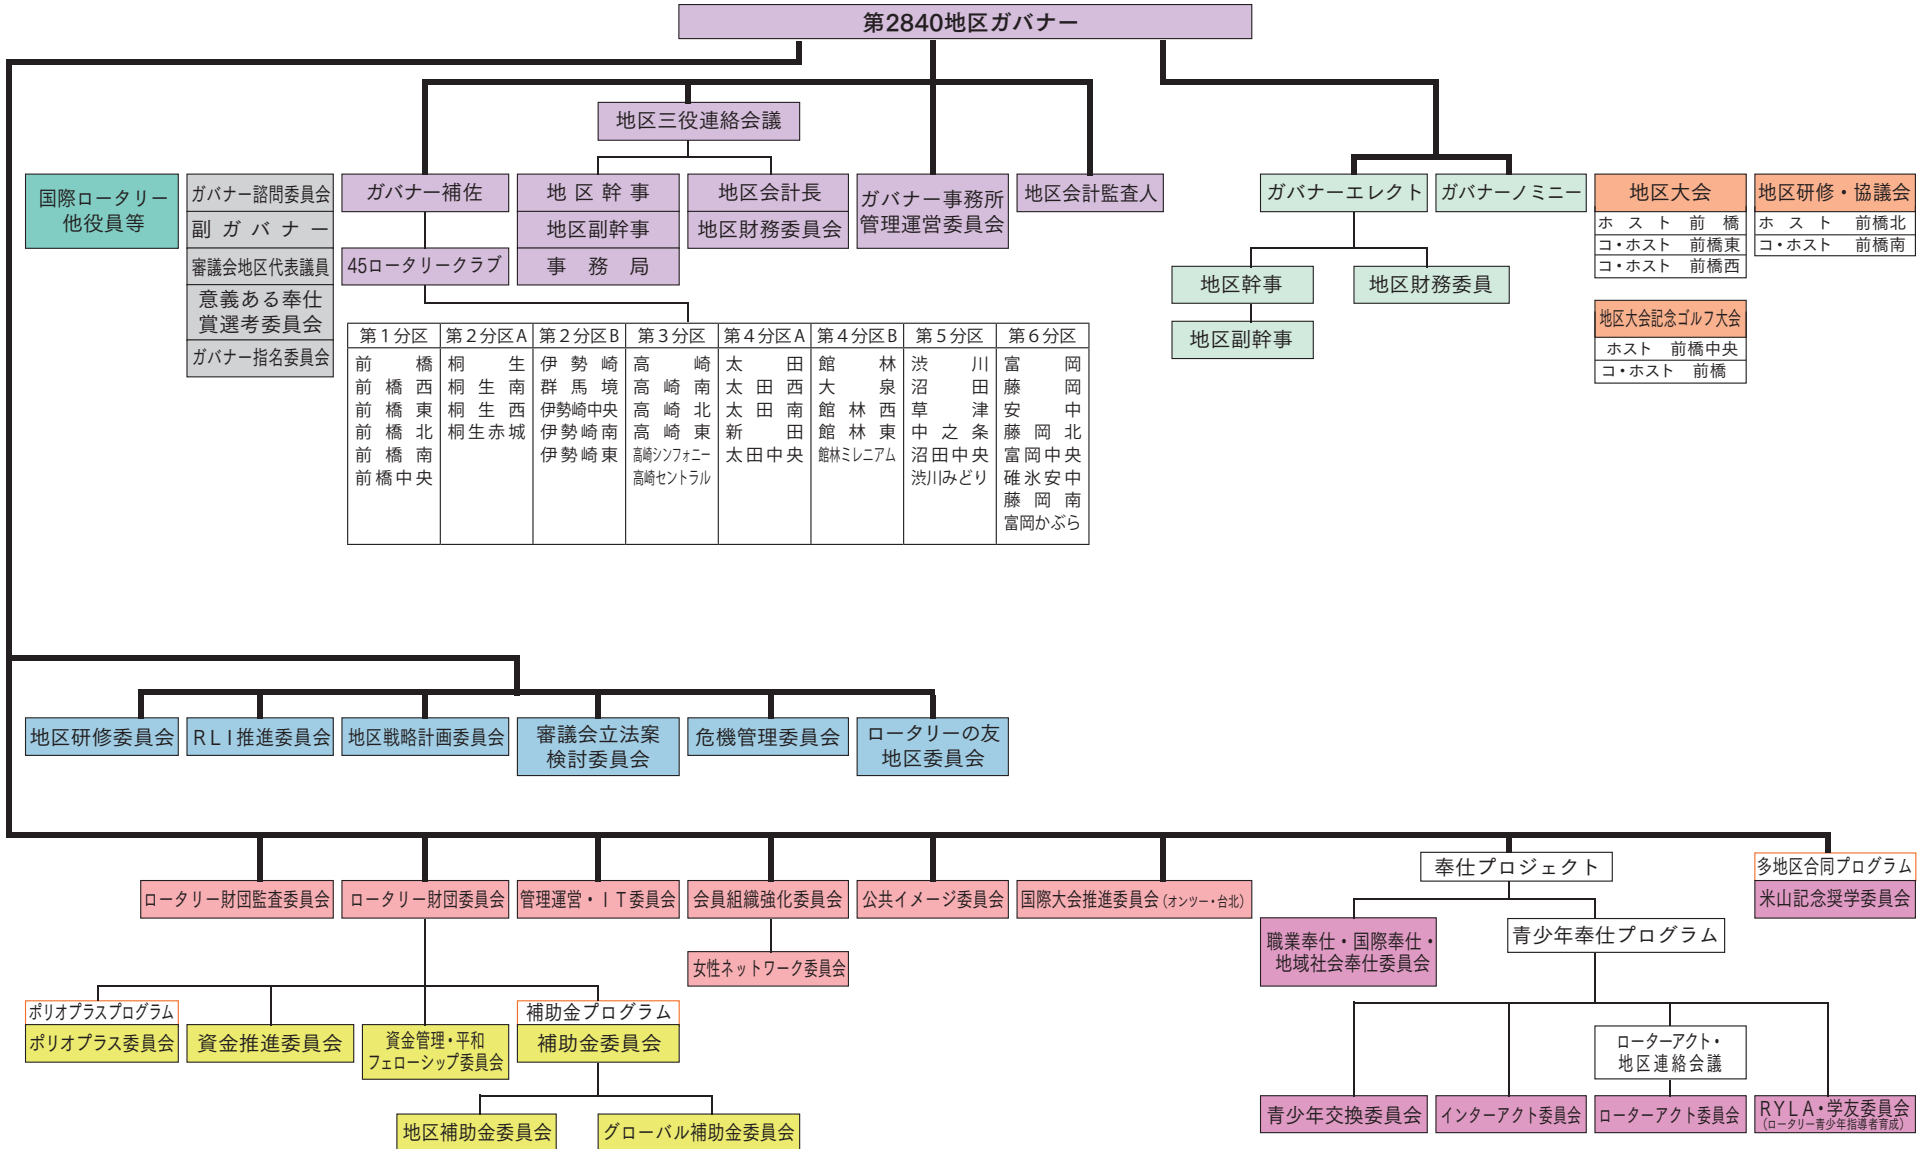 第2840地区ガバナー
地区三役連絡会議
国際ロータリー
他役員等
ガバナー諮問委員会
副ガバナー
審議会地区代表議員
意義ある奉仕
賞選考委員会
ガバナー指名委員会
ガバナー補佐
45ロータリークラブ
地区幹事
地区副幹事
事務局
地区会計長
地区財務委員会
ガバナー事務所
管理運営委員会
地区会計監査人
ガバナーエレクト
ガバナーノミニー
地区幹事
地区副幹事
地区財務委員
地区大会
ホスト 前橋
コ・ホスト 前橋東
コ・ホスト 前橋西
地区研修・協議会
ホスト 前橋北
コ・ホスト 前橋南
地区大会記念ゴルフ大会
ホスト 前橋中央
コ・ホスト 前橋
第1分区
前橋
前橋西
前橋東
前橋北
前橋南
前橋中央
第2分区A
桐生
桐生南
桐生西
桐生赤城
第2分区B
伊勢崎
群馬境
伊勢崎中央
伊勢崎南
伊勢崎東
第3分区
高崎
高崎南
高崎北
高崎東
高崎シンフォニー
高崎セントラル
第4分区A
太田
太田西
太田南
新田
太田中央
第4分区B
館林
大泉
館林西
館林東
館林ミレニアム
第5分区
渋川
沼田
草津
中之条
沼田中央
渋川みどり
第6分区
富岡
藤岡
安中
藤岡北
富岡中央
碓氷安中
藤岡南
富岡かぶら
地区研修委員会
RLI推進委員会
地区戦略計画委員会
審議会立法案
検討委員会
危機管理委員会
ロータリーの友
地区委員会
ロータリー財団監査委員会
ロータリー財団委員会
管理運営・IT委員会
会員組織強化委員会
公共イメージ委員会
国際大会推進委員会(オンツー・台北)
奉仕プロジェクト
多地区合同プログラム
米山記念奨学委員会
女性ネットワーク委員会
職業奉仕・国際奉仕・
地域社会奉仕委員会
青少年奉仕プログラム
ポリオプラスプログラム
ポリオプラス委員会
資金推進委員会
資金管理・平和
フェローシップ委員会
補助金プログラム
補助金委員会
地区補助金委員会
グローバル補助金委員会
ローターアクト・
地区連絡会議
青少年交換委員会
インターアクト委員会
ローターアクト委員会
RYLA・学友委員会
(ロータリー青少年指導者育成)